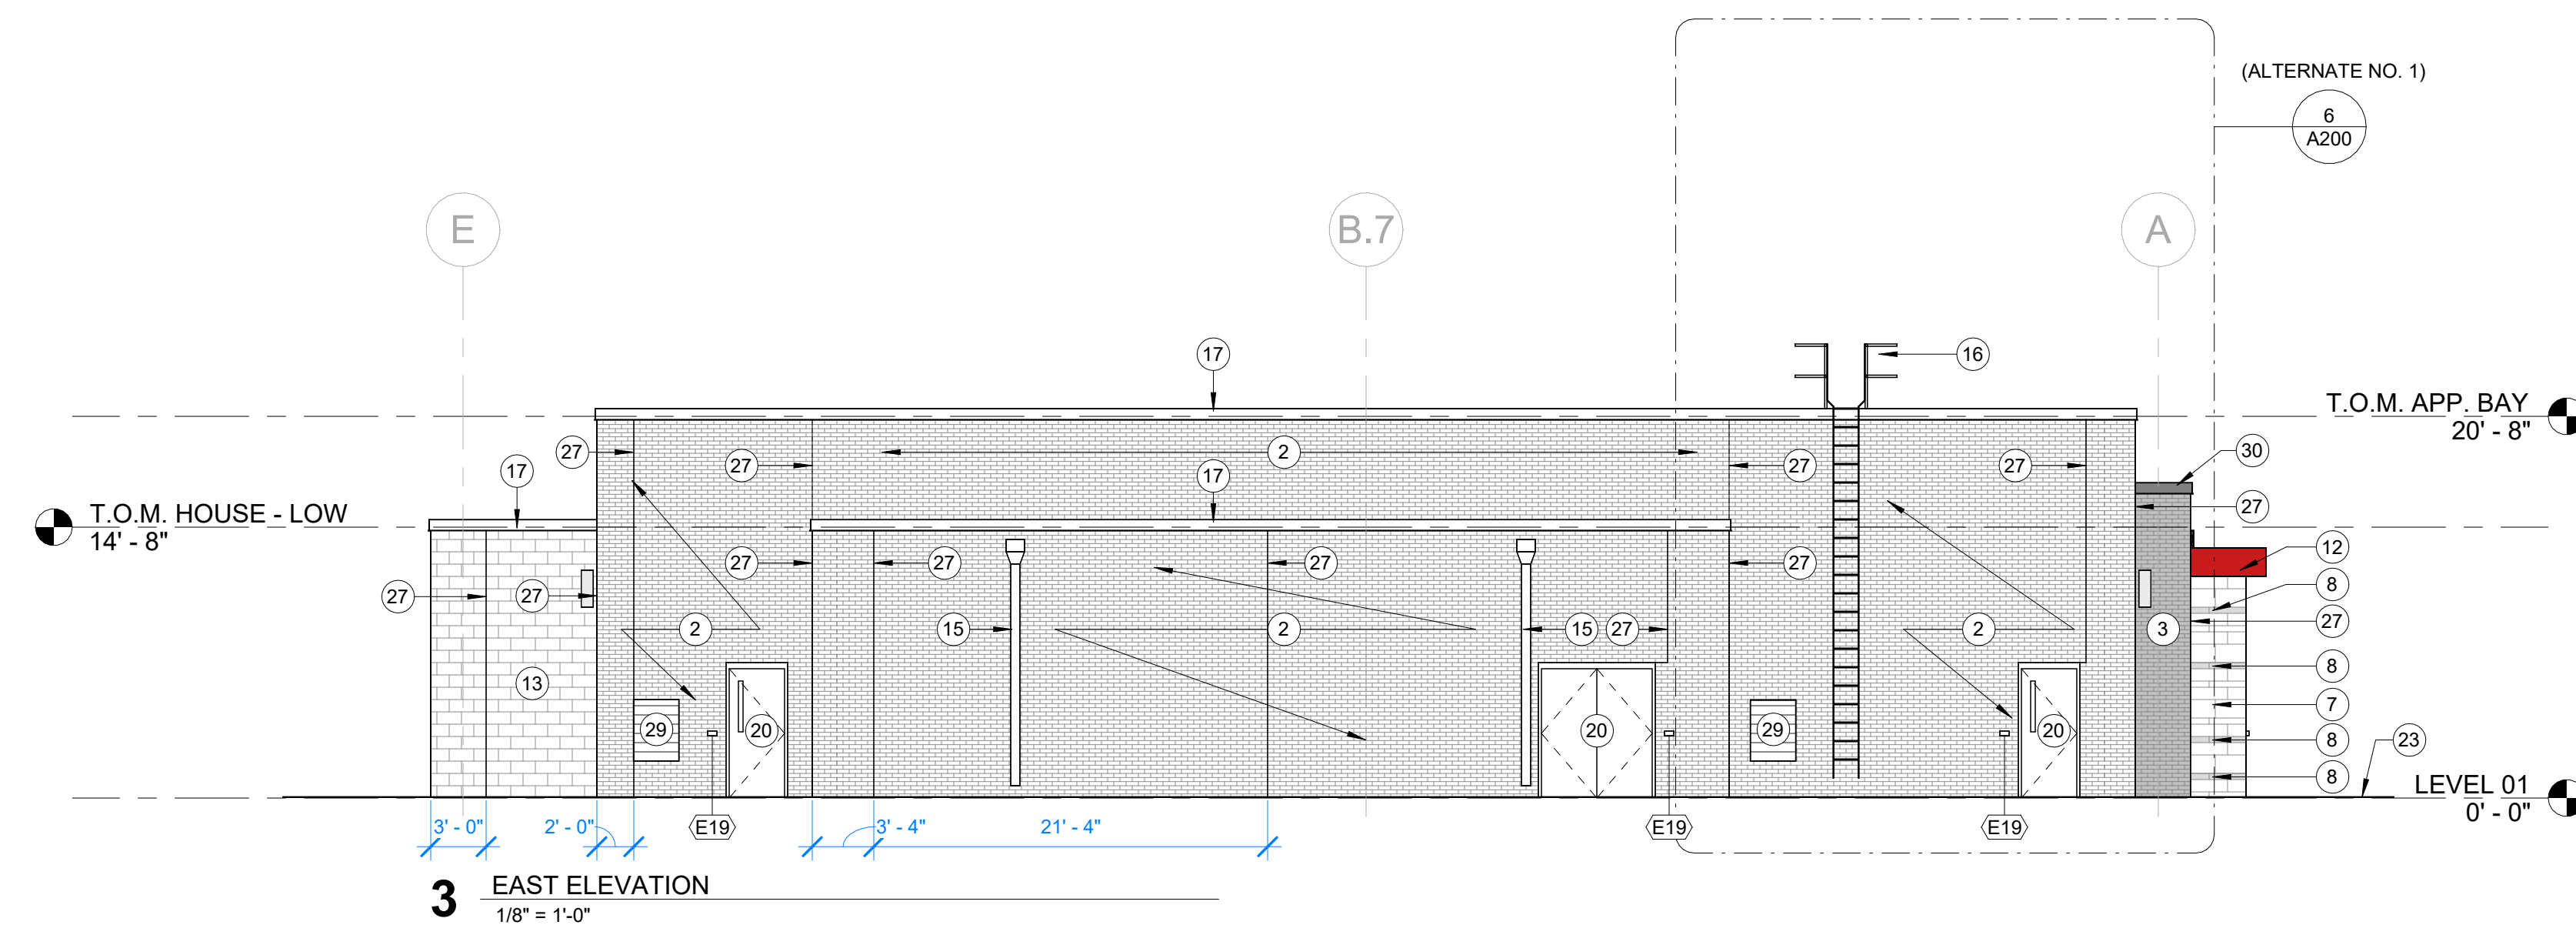 (ALTERNATE NO. 1)
6
A200
E
B.7
A
17
16
T.O.M. APP. BAY
20' - 8"
27
2
30
17
27
17
27
27
T.O.M. HOUSE - LOW
14' - 8"
27
27
27
27
27
12
27
27
8
2
15
2
15
27
2
3
27
8
13
7
29
20
20
29
20
8
23
8
LEVEL 01
0' - 0"
3' - 0"
2' - 0"
E19
3' - 4"
21' - 4"
E19
E19
3
EAST ELEVATION
1/8" = 1'-0"